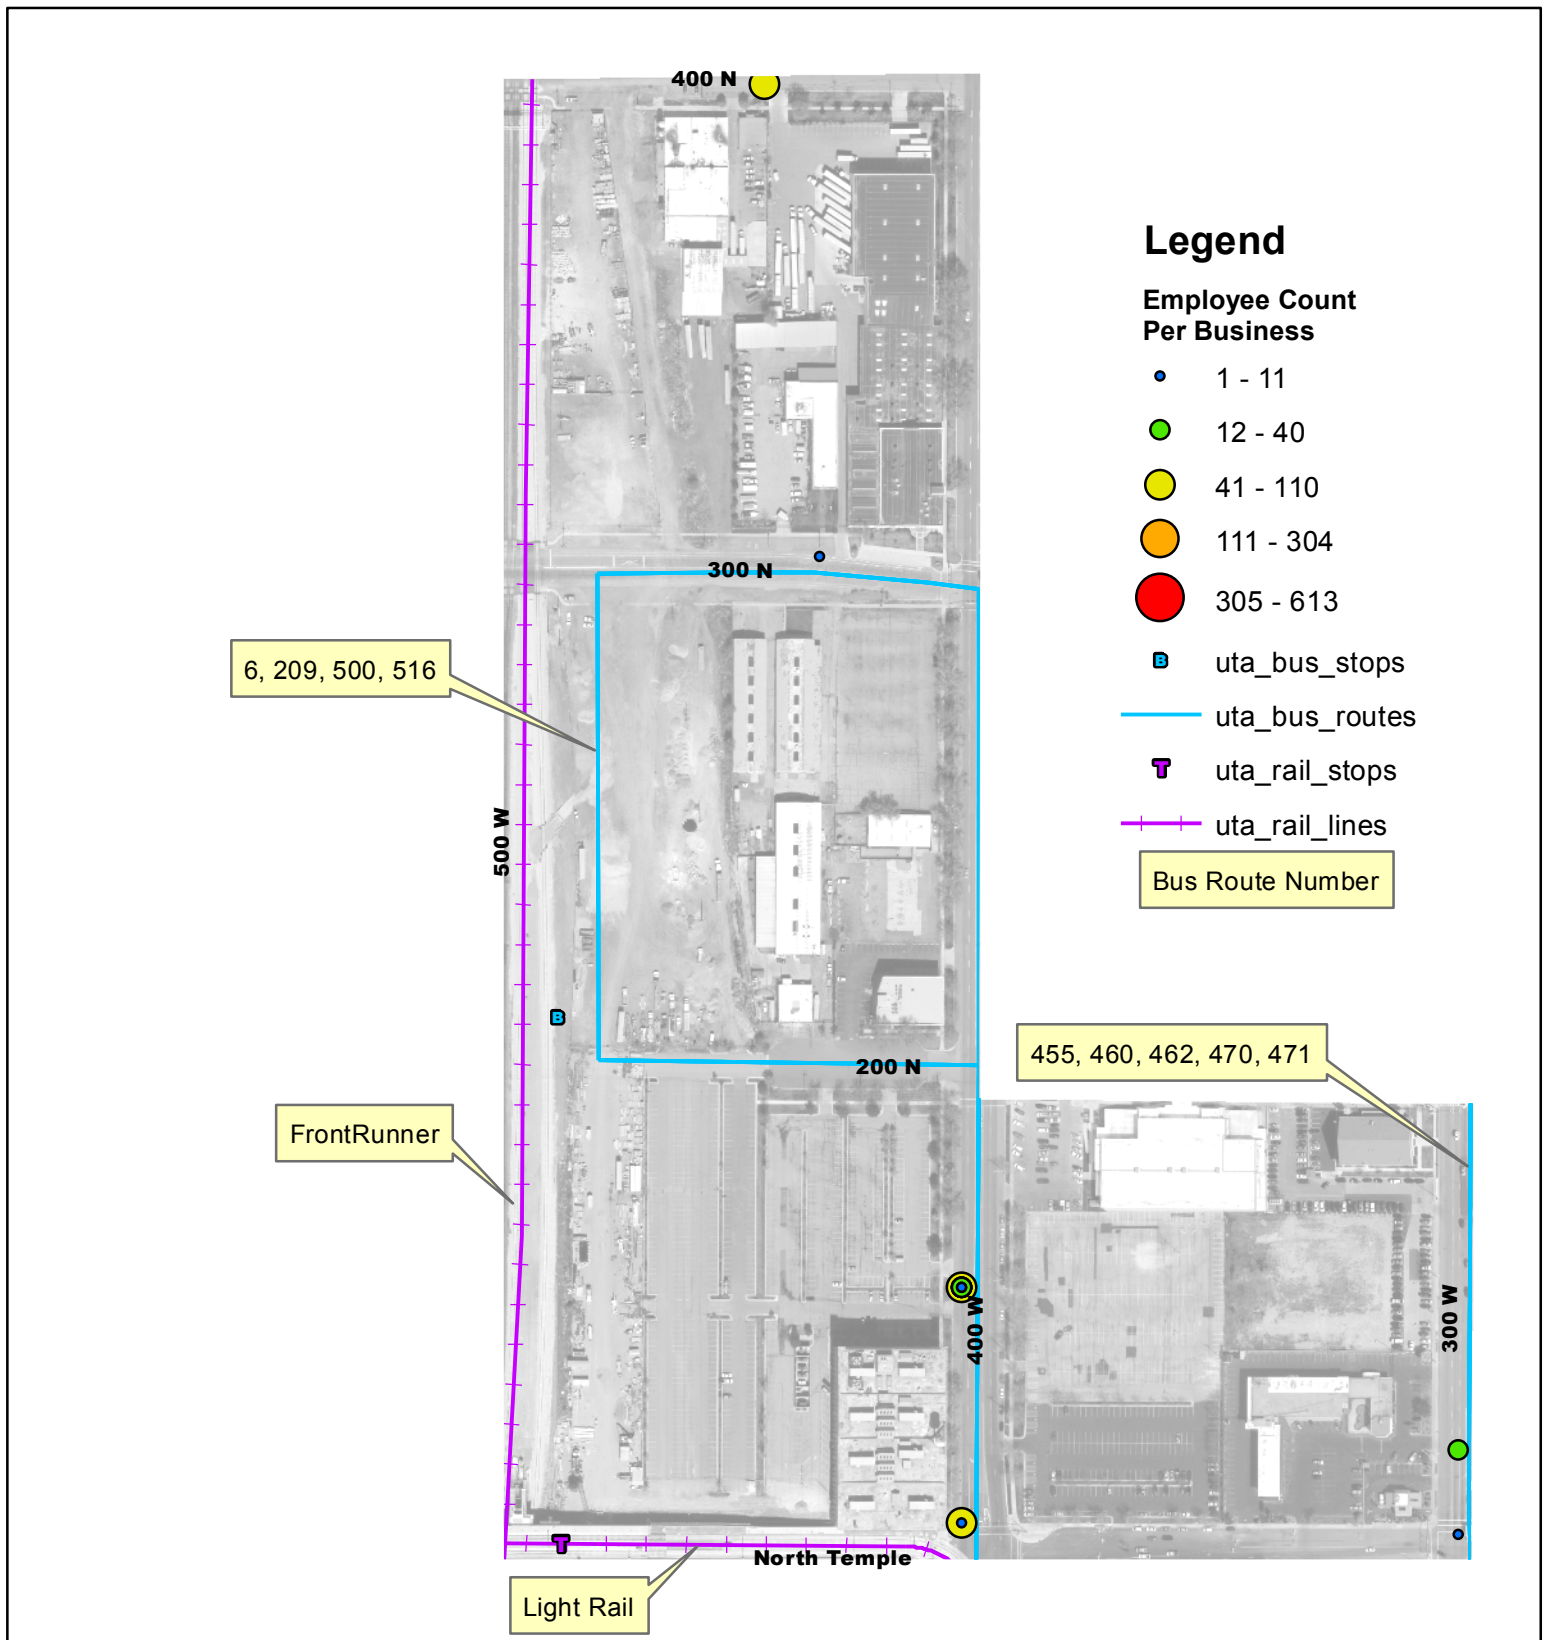 400 N
Legend
Employee Count
Per Business
1 - 11
12 - 40
41 - 110
111 - 304
305 - 613
B uta_bus_stops
uta_bus_routes
T uta_rail_stops
uta_rail_lines
Bus Route Number
300 N
6, 209, 500, 516
500 W
B
200 N
455, 460, 462, 470, 471
FrontRunner
400 W
300 W
T
North Temple
Light Rail